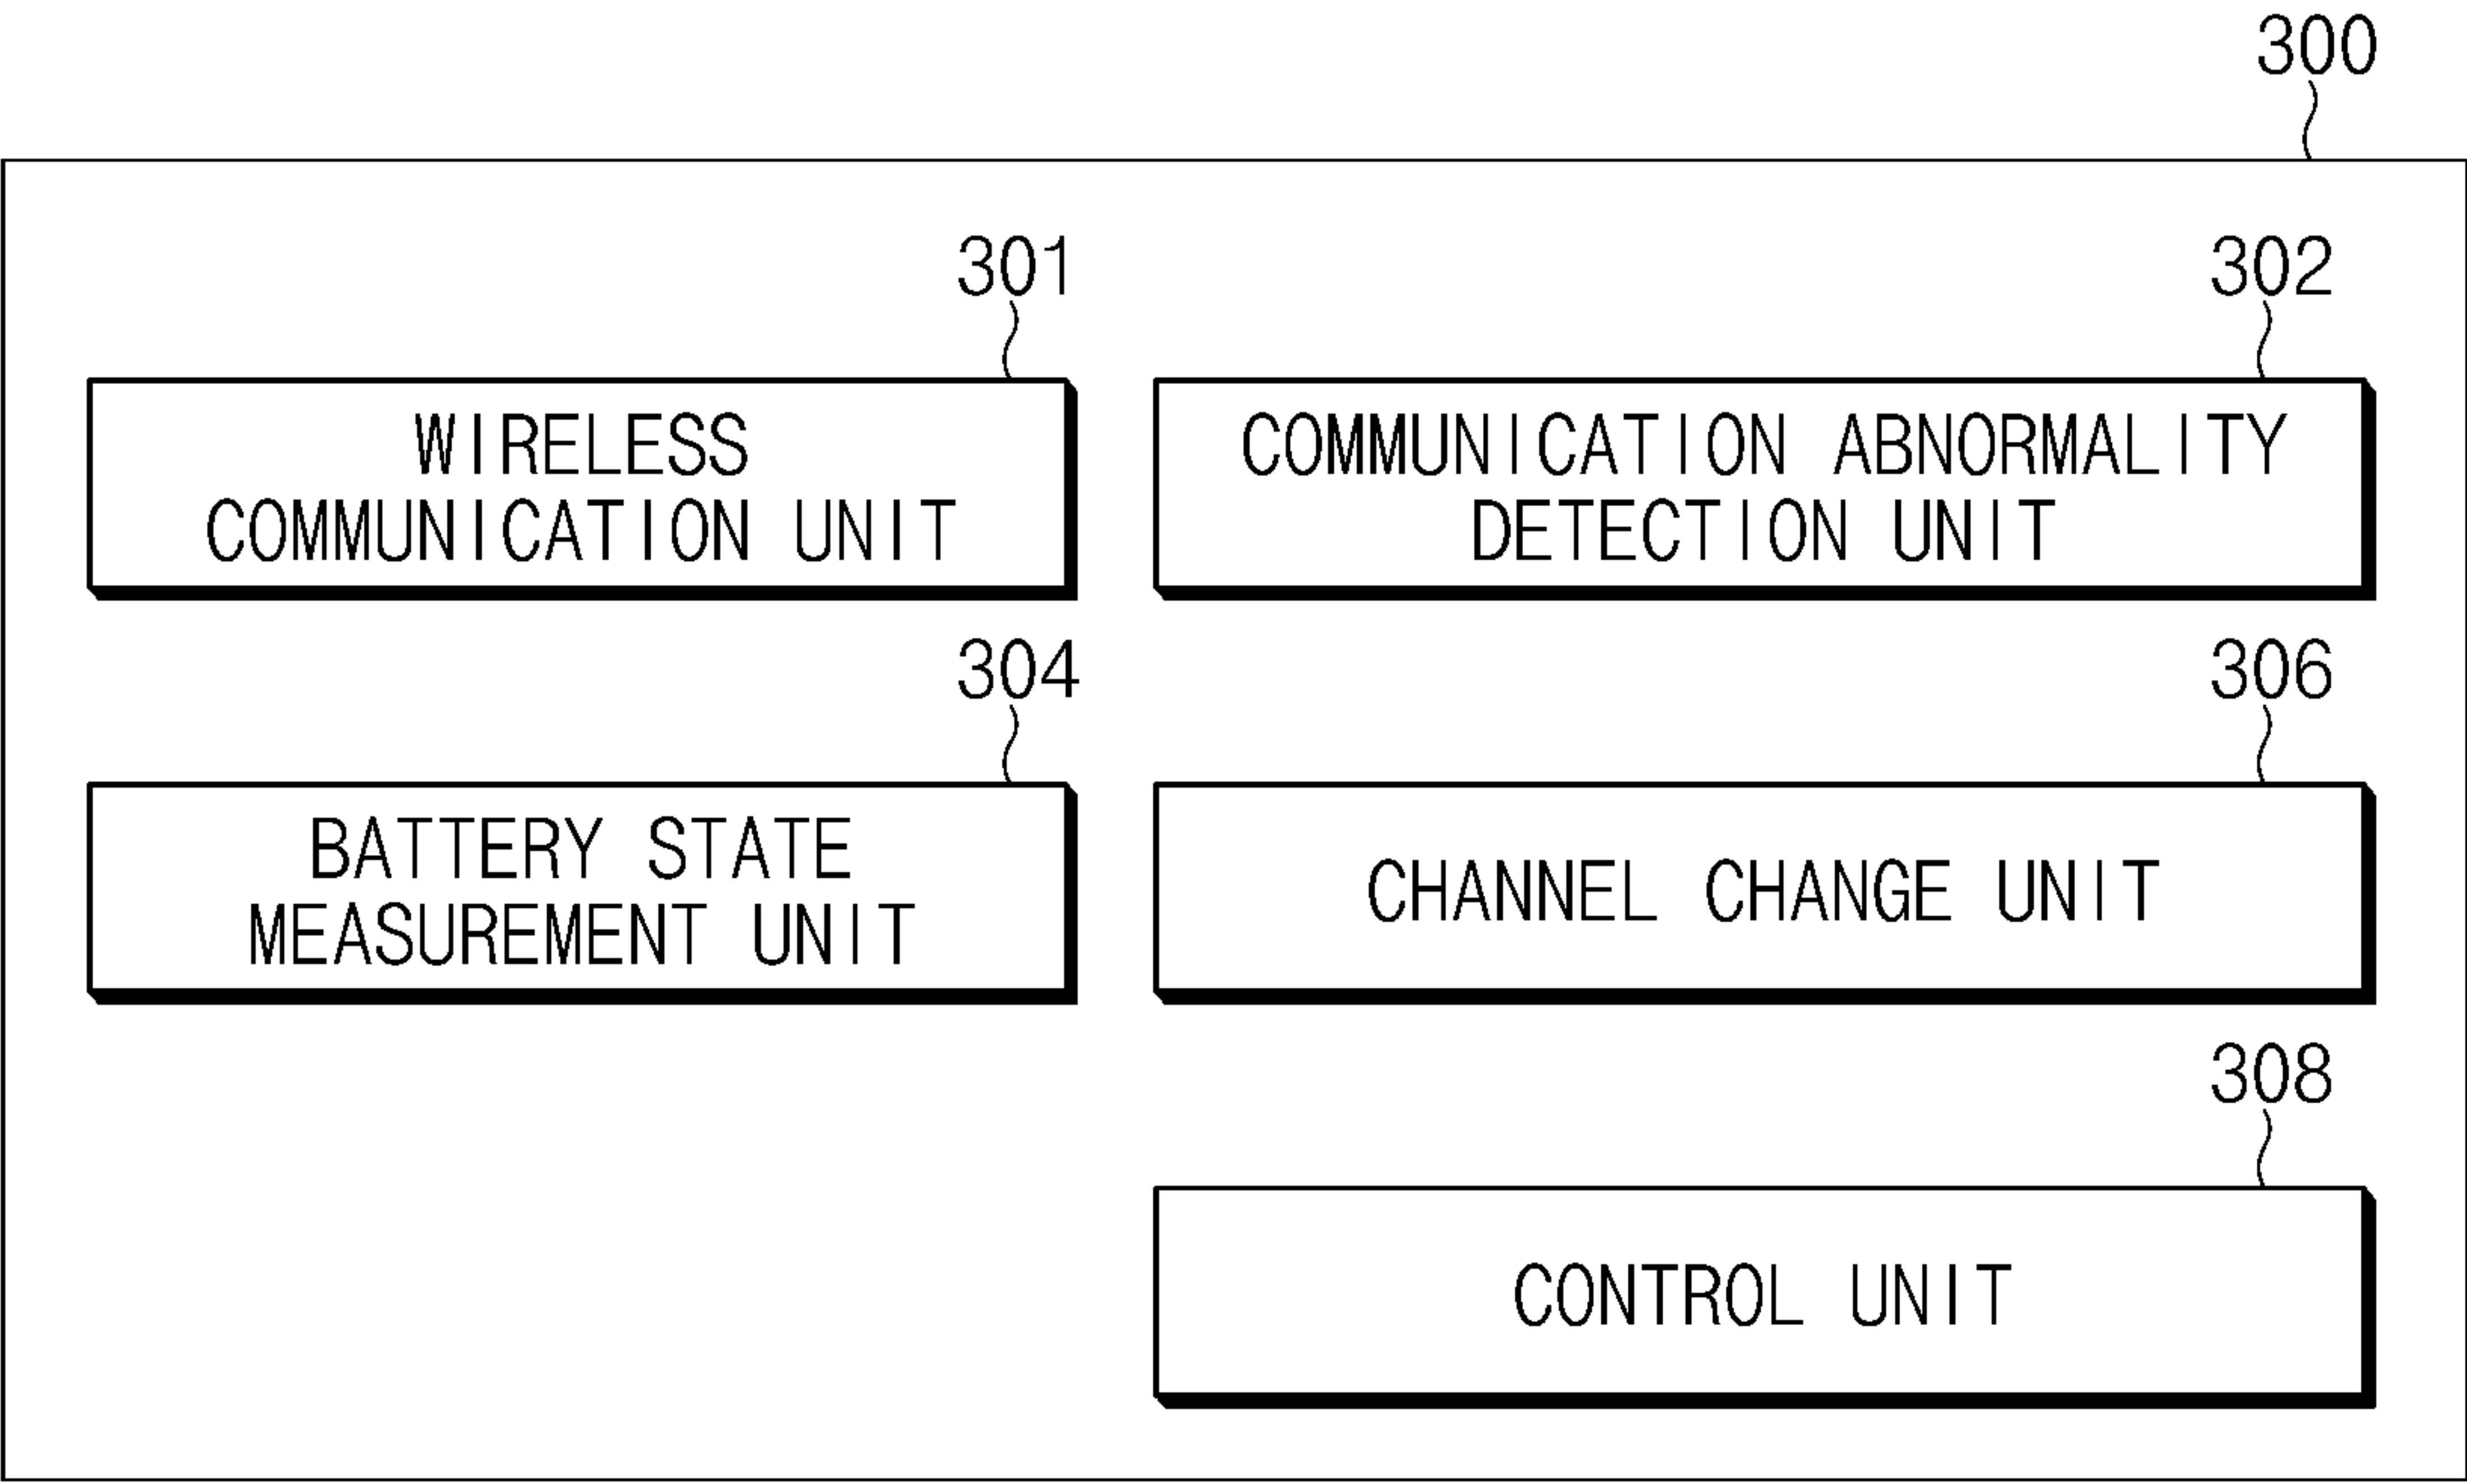 300
301
WIRELESS
COMMUNICATION UNIT
302
COMMUNICATION ABNORMALITY
DETECTION UNIT
304
BATTERY STATE
MEASUREMENT UNIT
306
CHANNEL CHANGE UNIT
308
CONTROL UNIT